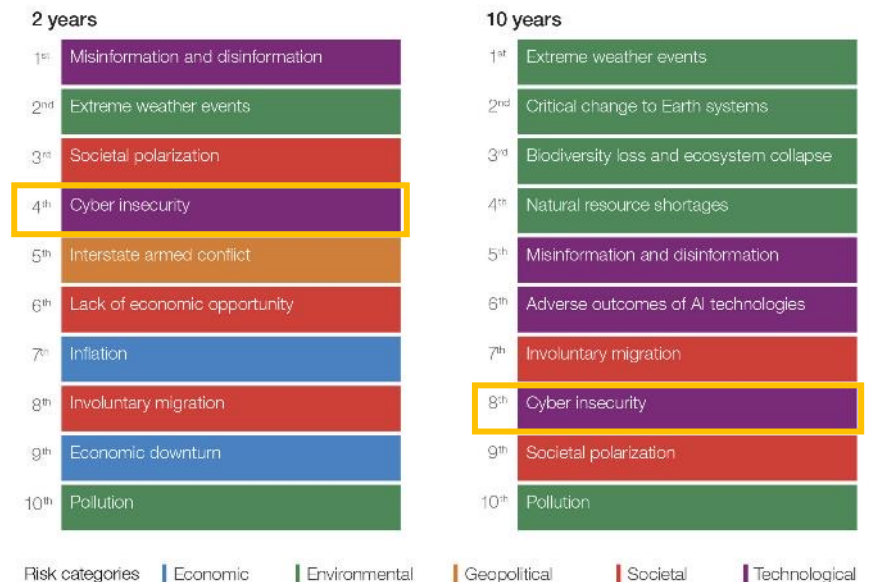 2 years
1st Misinformation and disinformation
2nd Extreme weather events
3rd Societal polarization
4th Cyber insecurity
5th Interstate armed conflict
6th Lack of economic opportunity
7th Inflation
8th Involuntary migration
9th Economic downturn
10th Pollution
10 years
1st Extreme weather events
2nd Critical change to Earth systems
3rd Biodiversity loss and ecosystem collapse
4th Natural resource shortages
5th Misinformation and disinformation
6th Adverse outcomes of AI technologies
7th Involuntary migration
8th Cyber insecurity
9th Societal polarization
10th Pollution
Risk categories Economic Environmental Geopolitical Societal Technological